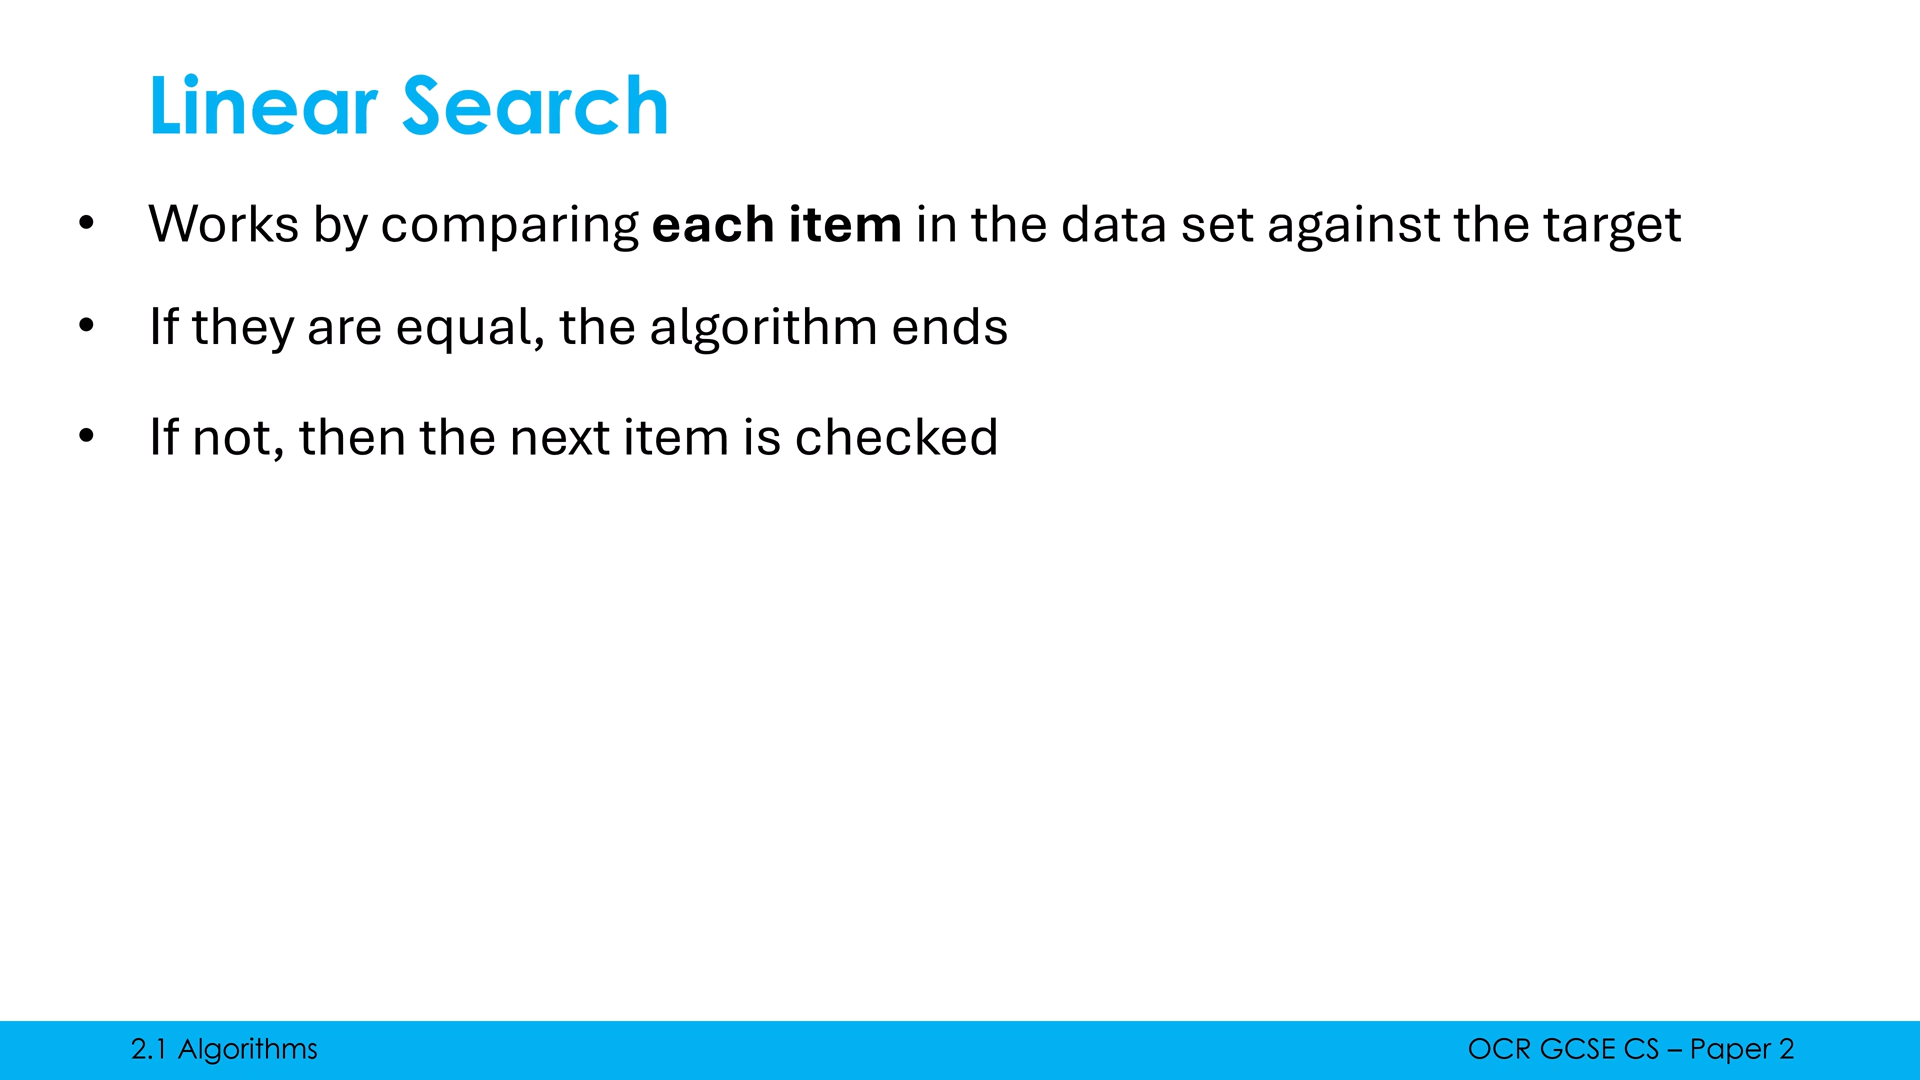 Linear Search
• Works by comparing each item in the data set against the target
• If they are equal, the algorithm ends
• If not, then the next item is checked
2.1 Algorithms
OCR GCSE CS – Paper 2